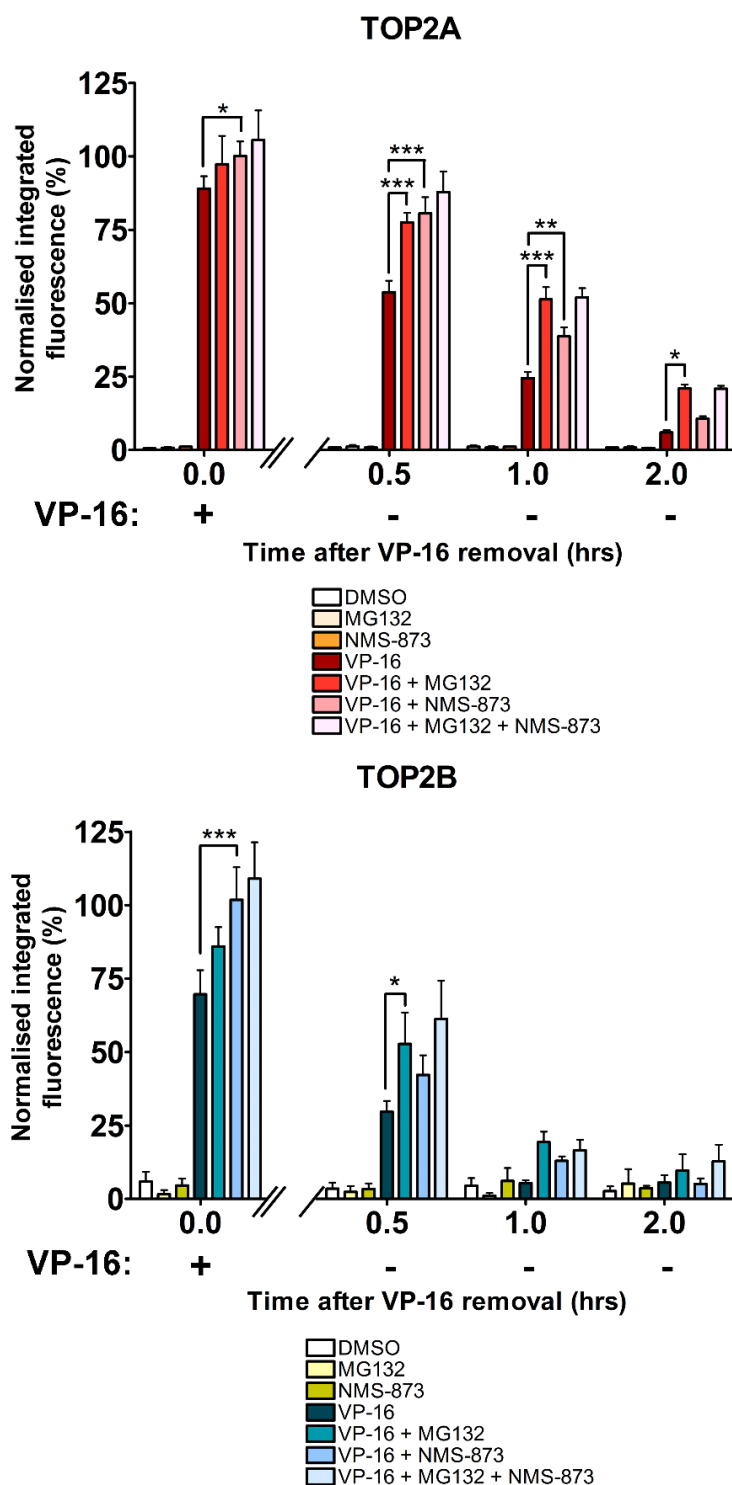 TOP2A
Normalised integrated
fluorescence (%)
125
100
75
50
25
0
*
***
***
**
***
*
0.0
0.5
1.0
2.0
VP-16: + - - -
Time after VP-16 removal (hrs)
DMSO
MG132
NMS-873
VP-16
VP-16 + MG132
VP-16 + NMS-873
VP-16 + MG132 + NMS-873
TOP2B
Normalised integrated
fluorescence (%)
125
100
75
50
25
0
***
*
0.0
0.5
1.0
2.0
VP-16: + - - -
Time after VP-16 removal (hrs)
DMSO
MG132
NMS-873
VP-16
VP-16 + MG132
VP-16 + NMS-873
VP-16 + MG132 + NMS-873